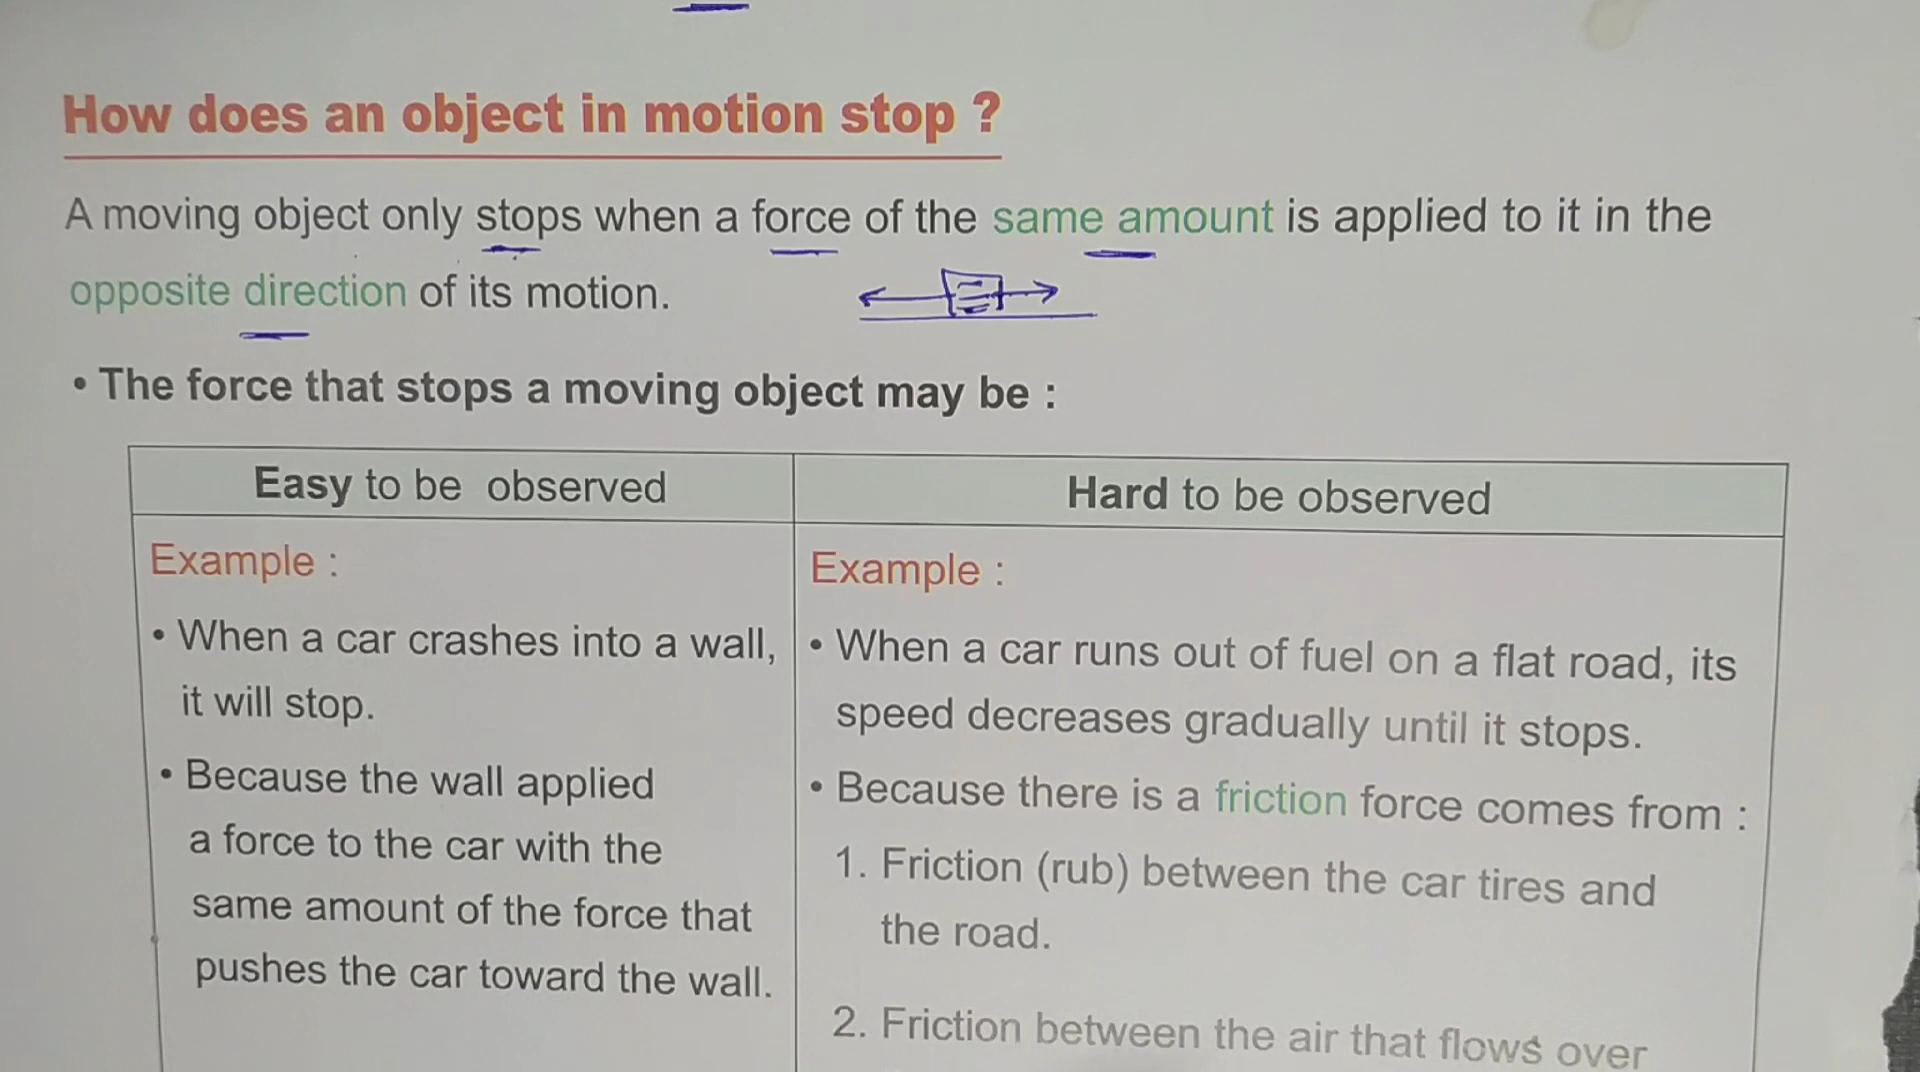 How does an object in motion stop ?
A moving object only stops when a force of the same amount is applied to it in the
opposite direction of its motion.
• The force that stops a moving object may be :
Easy to be observed
Example :
• When a car crashes into a wall,
it will stop.
• Because the wall applied
a force to the car with the
same amount of the force that
pushes the car toward the wall.
Hard to be observed
Example :
• When a car runs out of fuel on a flat road, its
speed decreases gradually until it stops.
• Because there is a friction force comes from :
1. Friction (rub) between the car tires and
the road.
2. Friction between the air that flows over